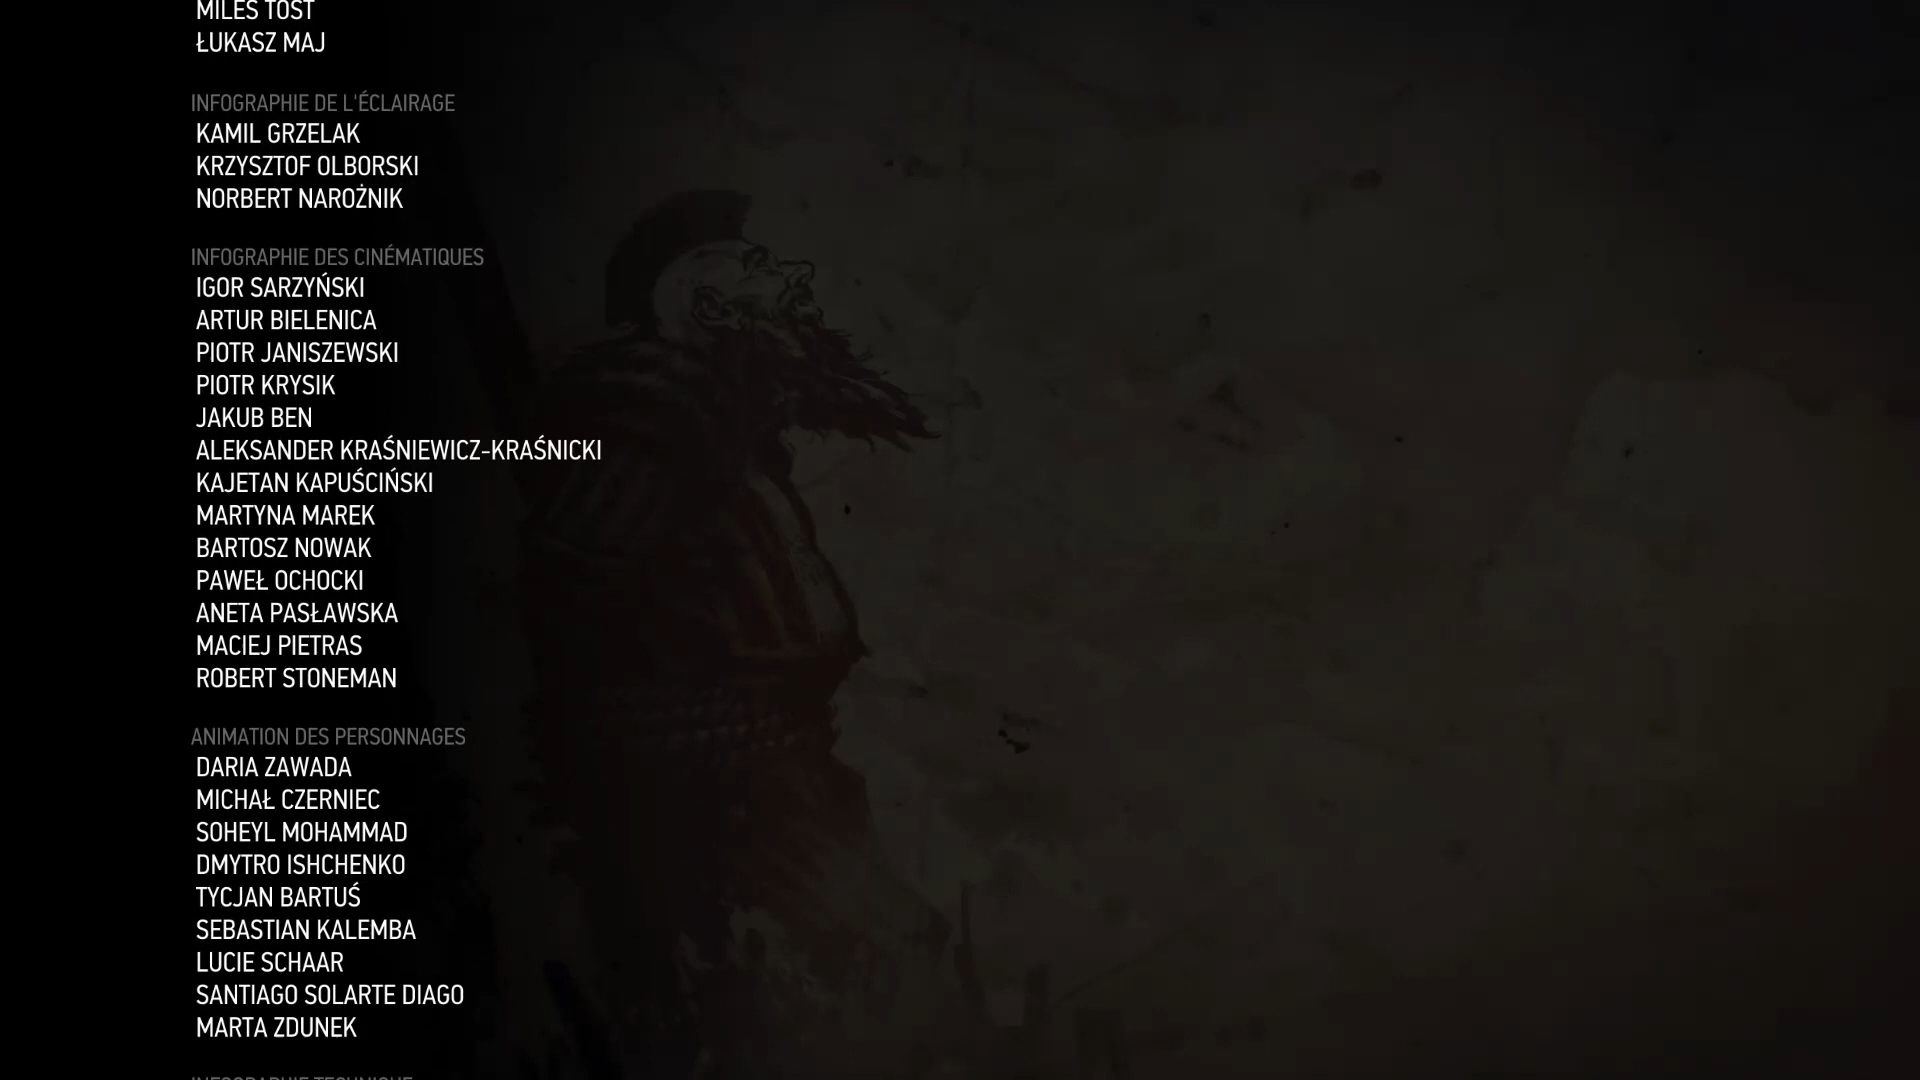 MILES TOST
ŁUKASZ MAJ
INFOGRAPHIE DE L'ÉCLAIRAGE
KAMIL GRZELAK
KRZYSZTOF OLBORSKI
NORBERT NAROŻNIK
INFOGRAPHIE DES CINÉMATIQUES
IGOR SARZYŃSKI
ARTUR BIELENICA
PIOTR JANISZEWSKI
PIOTR KRYSIK
JAKUB BEN
ALEKSANDER KRAŚNIEWICZ-KRAŚNICKI
KAJETAN KAPUŚCIŃSKI
MARTYNA MAREK
BARTOSZ NOWAK
PAWEŁ OCHOCKI
ANETA PASŁAWSKA
MACIEJ PIETRAS
ROBERT STONEMAN
ANIMATION DES PERSONNAGES
DARIA ZAWADA
MICHAŁ CZERNIEC
SOHEYL MOHAMMAD
DMYTRO ISHCHENKO
TYCJAN BARTUŚ
SEBASTIAN KALEMBA
LUCIE SCHAAR
SANTIAGO SOLARTE DIAGO
MARTA ZDUNEK
INFOGRAPHIE TECHNIQUE